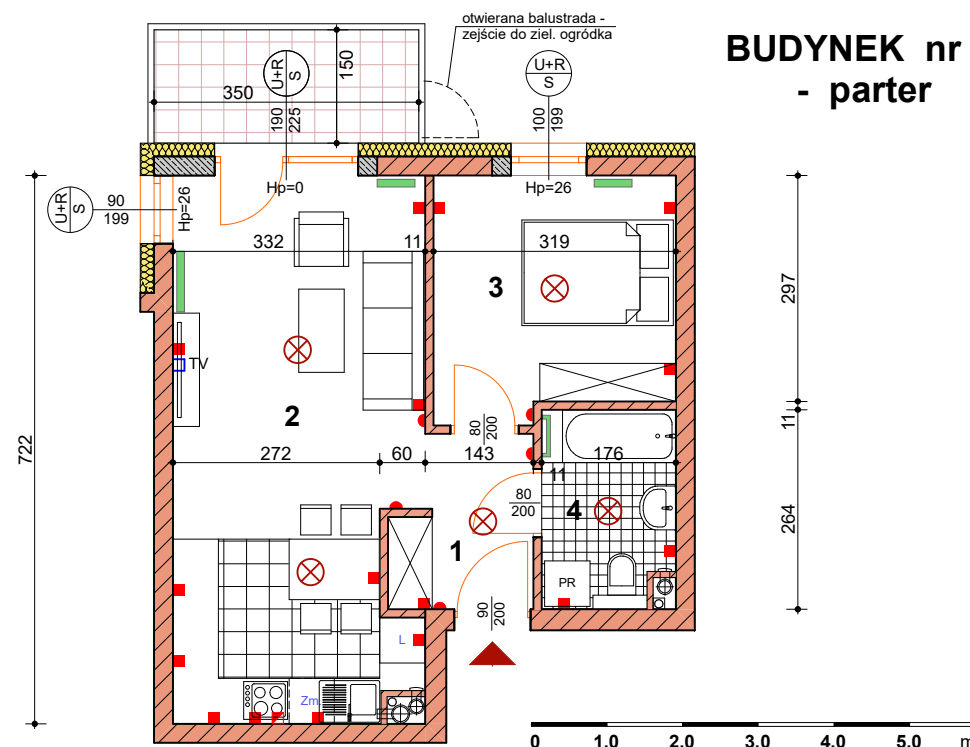 otwierana balustrada -
zejście do ziel. ogródka
BUDYNEK nr
- parter
U+R
S
150
350
190
225
U+R
S
100
199
Hp=0
Hp=26
U+R
S
90
199
Hp=26
332
11
319
3
297
TV
2
722
80
200
11
272
60
143
176
11
80
200
4
264
1
PR
90
200
L
Zm.
0
1.0
2.0
3.0
4.0
5.0
m